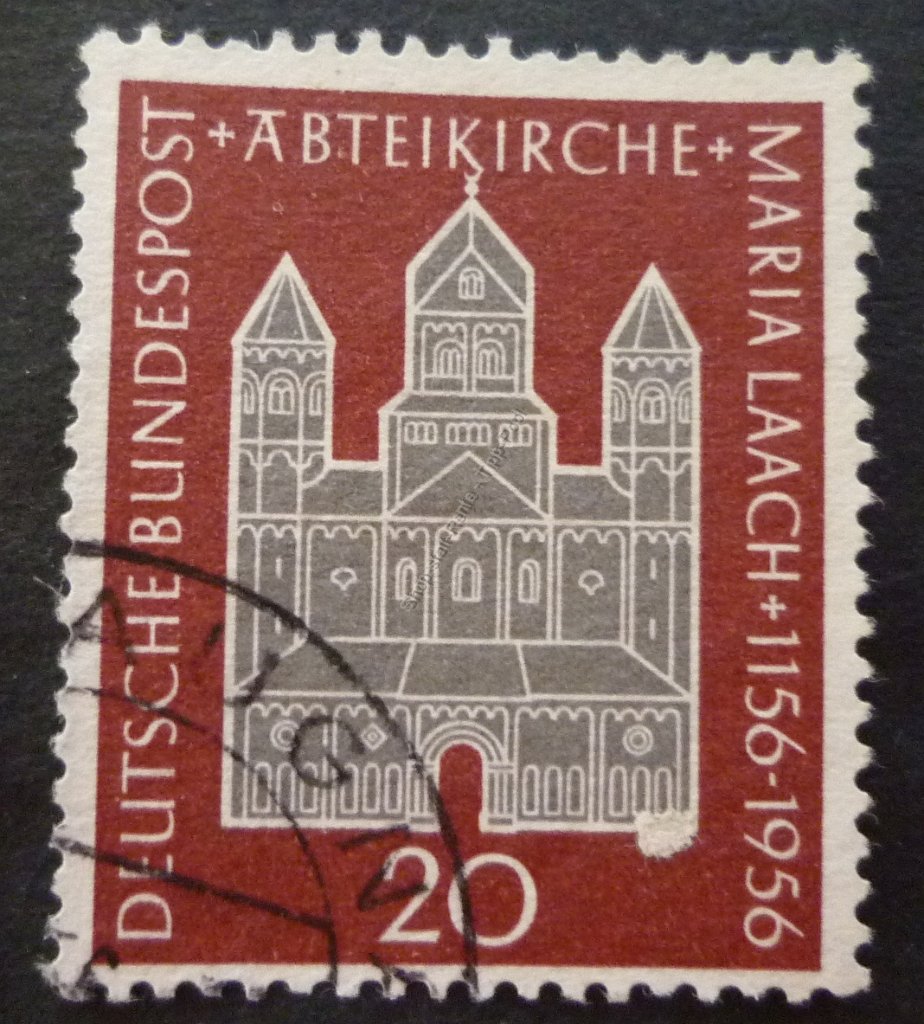 DEUTSCHE BUNDESPOST
+ABTEIKIRCHE+
MARIA LAACH+1156-1956
20